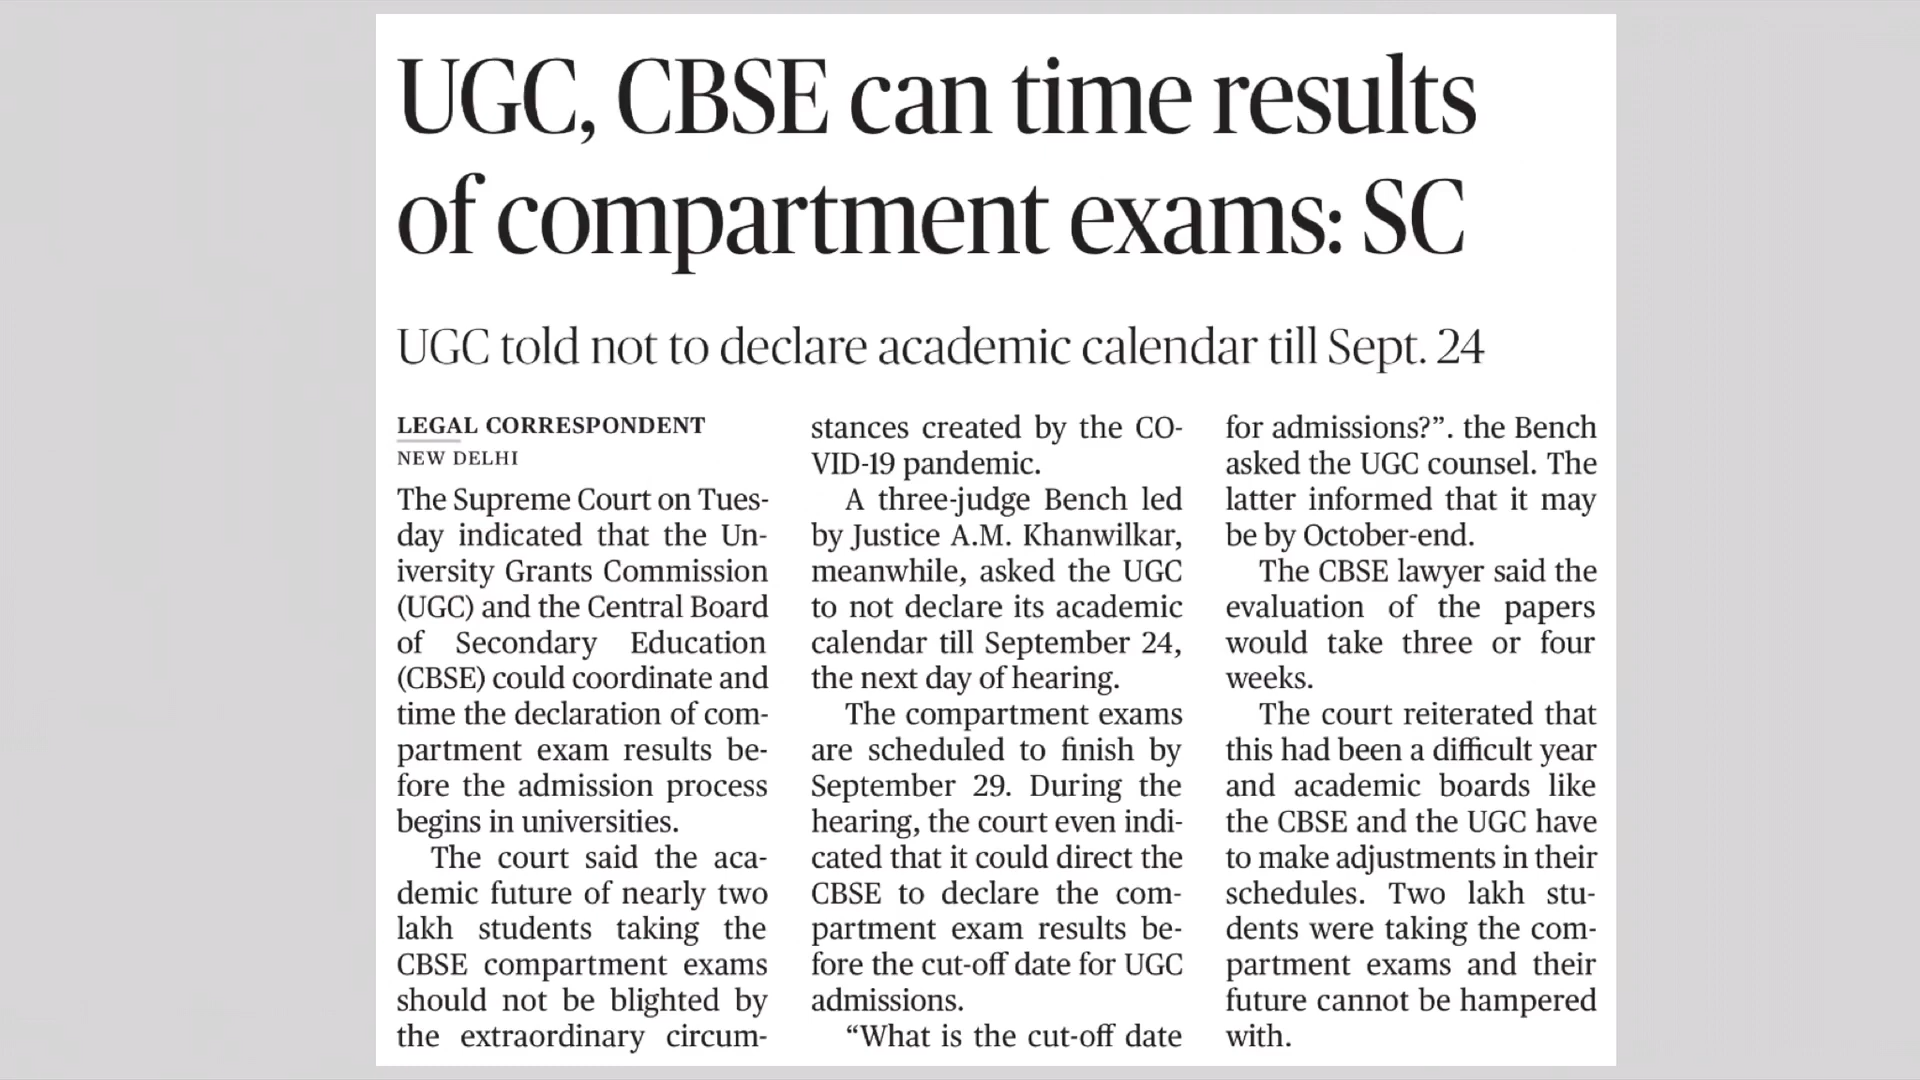 UGC, CBSE can time results
of compartment exams: SC
UGC told not to declare academic calendar till Sept. 24
LEGAL CORRESPONDENT
NEW DELHI
The Supreme Court on Tues-
day indicated that the Un-
iversity Grants Commission
(UGC) and the Central Board
of Secondary Education
(CBSE) could coordinate and
time the declaration of com-
partment exam results be-
fore the admission process
begins in universities.
The court said the aca-
demic future of nearly two
lakh students taking the
CBSE compartment exams
should not be blighted by
the extraordinary circum-
stances created by the CO-
VID-19 pandemic.
A three-judge Bench led
by Justice A.M. Khanwilkar,
meanwhile, asked the UGC
to not declare its academic
calendar till September 24,
the next day of hearing.
The compartment exams
are scheduled to finish by
September 29. During the
hearing, the court even indi-
cated that it could direct the
CBSE to declare the com-
partment exam results be-
fore the cut-off date for UGC
admissions.
“What is the cut-off date
for admissions?”. the Bench
asked the UGC counsel. The
latter informed that it may
be by October-end.
The CBSE lawyer said the
evaluation of the papers
would take three or four
weeks.
The court reiterated that
this had been a difficult year
and academic boards like
the CBSE and the UGC have
to make adjustments in their
schedules. Two lakh stu-
dents were taking the com-
partment exams and their
future cannot be hampered
with.